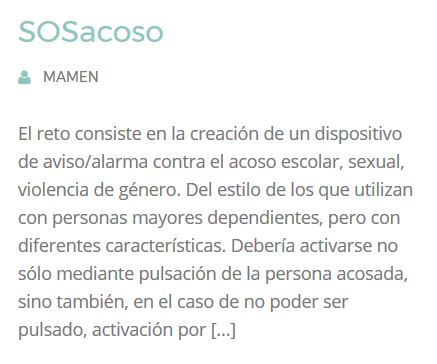 SOSacoso
MAMEN
El reto consiste en la creación de un dispositivo
de aviso/alarma contra el acoso escolar, sexual,
violencia de género. Del estilo de los que utilizan
con personas mayores dependientes, pero con
diferentes características. Debería activarse no
sólo mediante pulsación de la persona acosada,
sino también, en el caso de no poder ser
pulsado, activación por [...]